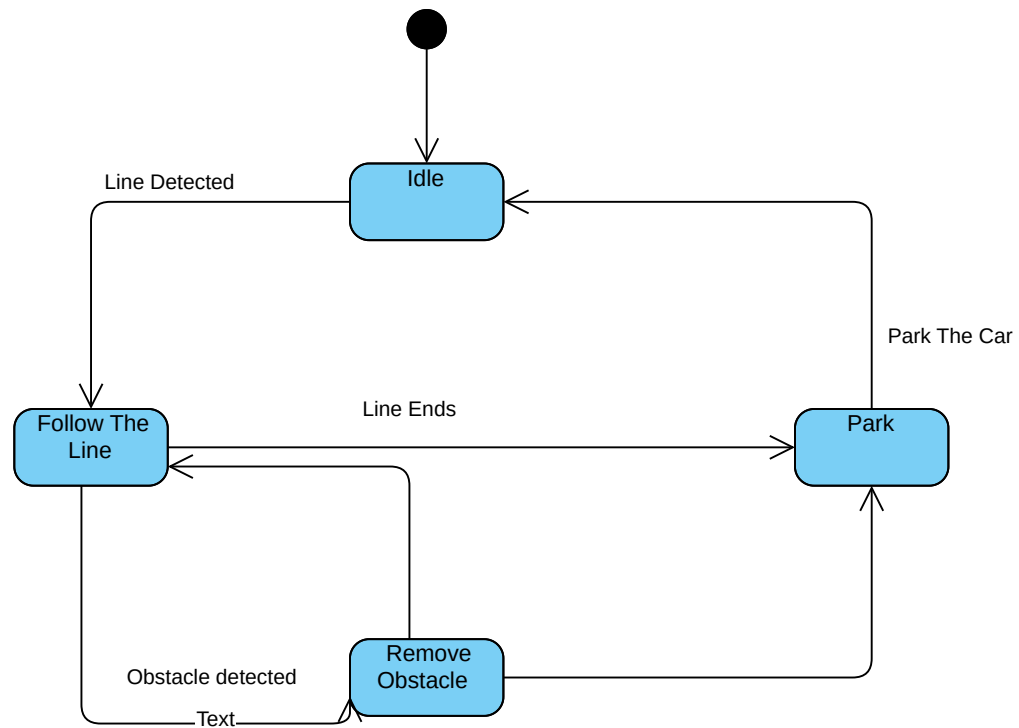 Idle
Line Detected
Park The Car
Line Ends
Follow The
Line
Park
Remove
Obstacle
Obstacle detected
Text